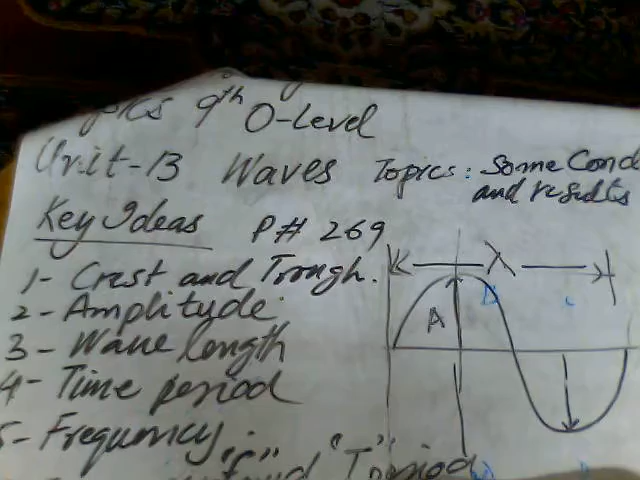 9th O-Level
Unit-13 Waves Topics: Some Cond
and results
Key Ideas P# 269
1- Crest and Trough.
2- Amplitude.
3- Wave length
4- Time period
5- Frequency.
λ
A
"f" and "T"